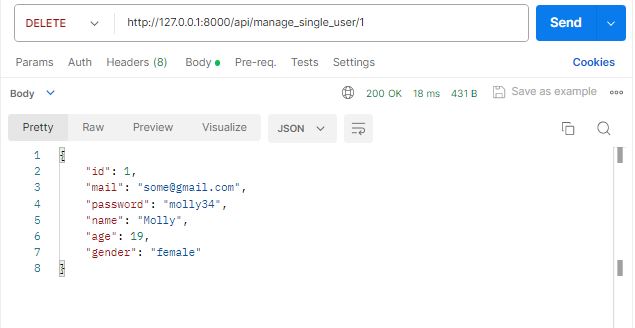 DELETE http://127.0.0.1:8000/api/manage_single_user/1 Send
Params Auth Headers (8) Body Pre-req. Tests Settings Cookies
Body 200 OK 18 ms 431 B Save as example
Pretty Raw Preview Visualize JSON
1 {
2 "id": 1,
3 "mail": "some@gmail.com",
4 "password": "molly34",
5 "name": "Molly",
6 "age": 19,
7 "gender": "female"
8 }